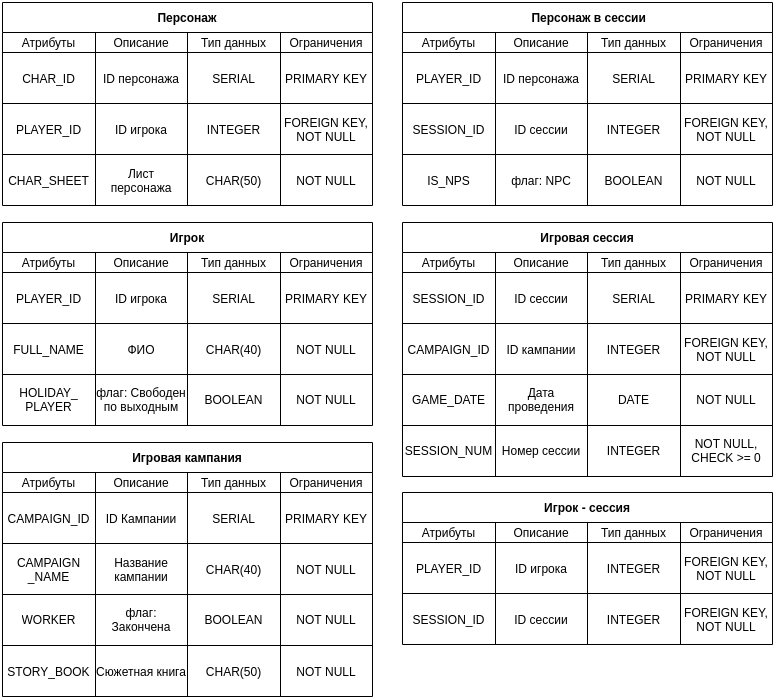 Персонаж
Атрибуты Описание Тип данных Ограничения
CHAR_ID ID персонажа SERIAL PRIMARY KEY
PLAYER_ID ID игрока INTEGER FOREIGN KEY,
NOT NULL
CHAR_SHEET Лист
персонажа CHAR(50) NOT NULL
Игрок
Атрибуты Описание Тип данных Ограничения
PLAYER_ID ID игрока SERIAL PRIMARY KEY
FULL_NAME ФИО CHAR(40) NOT NULL
HOLIDAY_
PLAYER флаг: Свободен
по выходным BOOLEAN NOT NULL
Игровая кампания
Атрибуты Описание Тип данных Ограничения
CAMPAIGN_ID ID Кампании SERIAL PRIMARY KEY
CAMPAIGN
_NAME Название
кампании CHAR(40) NOT NULL
WORKER флаг:
Закончена BOOLEAN NOT NULL
STORY_BOOK Сюжетная книга CHAR(50) NOT NULL
Персонаж в сессии
Атрибуты Описание Тип данных Ограничения
PLAYER_ID ID персонажа SERIAL PRIMARY KEY
SESSION_ID ID сессии INTEGER FOREIGN KEY,
NOT NULL
IS_NPS флаг: NPC BOOLEAN NOT NULL
Игровая сессия
Атрибуты Описание Тип данных Ограничения
SESSION_ID ID сессии SERIAL PRIMARY KEY
CAMPAIGN_ID ID кампании INTEGER FOREIGN KEY,
NOT NULL
GAME_DATE Дата
проведения DATE NOT NULL
SESSION_NUM Номер сессии INTEGER NOT NULL,
CHECK >= 0
Игрок - сессия
Атрибуты Описание Тип данных Ограничения
PLAYER_ID ID игрока INTEGER FOREIGN KEY,
NOT NULL
SESSION_ID ID сессии INTEGER FOREIGN KEY,
NOT NULL